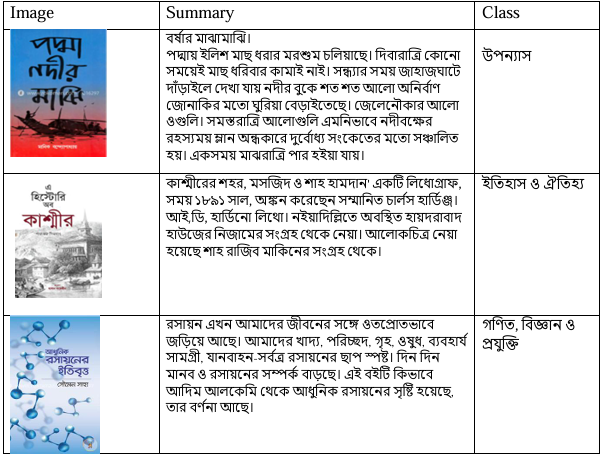 Image Summary Class
পদ্মা
নদীর
মাঝি
মানিক বন্দ্যোপাধ্যায়
বর্ষার মাঝামাঝি।
পদ্মায় ইলিশ মাছ ধরার মরশুম চলিয়াছে। দিবারাত্রি কোনো
সময়েই মাছ ধরিবার কামাই নাই। সন্ধ্যার সময় জাহাজঘাটে
দাঁড়াইলে দেখা যায় নদীর বুকে শত শত আলো অনির্বাণ
জোনাকির মতো ঘুরিয়া বেড়াইতেছে। জেলেনৌকার আলো
ওগুলি। সমস্তরাত্রি আলোগুলি এমনিভাবে নদীবক্ষের
রহস্যময় ম্লান অন্ধকারে দুর্বোধ্য সংকেতের মতো সঞ্চালিত
হয়। একসময় মাঝরাত্রি পার হইয়া যায়।
উপন্যাস
এ
হিস্টোরি
অব
কাশ্মীর
কাশ্মীরের শহর, মসজিদ ও শাহ হামদান' একটি লিথোগ্রাফ,
সময় ১৮৯১ সাল, অঙ্কন করেছেন সম্মানিত চার্লস হার্ডিঞ্জ।
আই,ডি, হার্ডিনো লিথো। নইয়াদিল্লিতে অবস্থিত হায়দরাবাদ
হাউজের নিজামের সংগ্রহ থেকে নেয়া। আলোকচিত্র নেয়া
হয়েছে শাহ রাজিব মাকিনের সংগ্রহ থেকে।
ইতিহাস ও ঐতিহ্য
আধুনিক
রসায়নের
ইতিবৃত্ত
সৌমেন সাহা
রসায়ন এখন আমাদের জীবনের সঙ্গে ওতপ্রোতভাবে
জড়িয়ে আছে। আমাদের খাদ্য, পরিচ্ছদ, গৃহ, ওষুধ, ব্যবহার্য
সামগ্রী, যানবাহন-সর্বত্র রসায়নের ছাপ স্পষ্ট। দিন দিন
মানব ও রসায়নের সম্পর্ক বাড়ছে। এই বইটি কিভাবে
আদিম আলকেমি থেকে আধুনিক রসায়নের সৃষ্টি হয়েছে,
তার বর্ণনা আছে।
গণিত, বিজ্ঞান ও
প্রযুক্তি